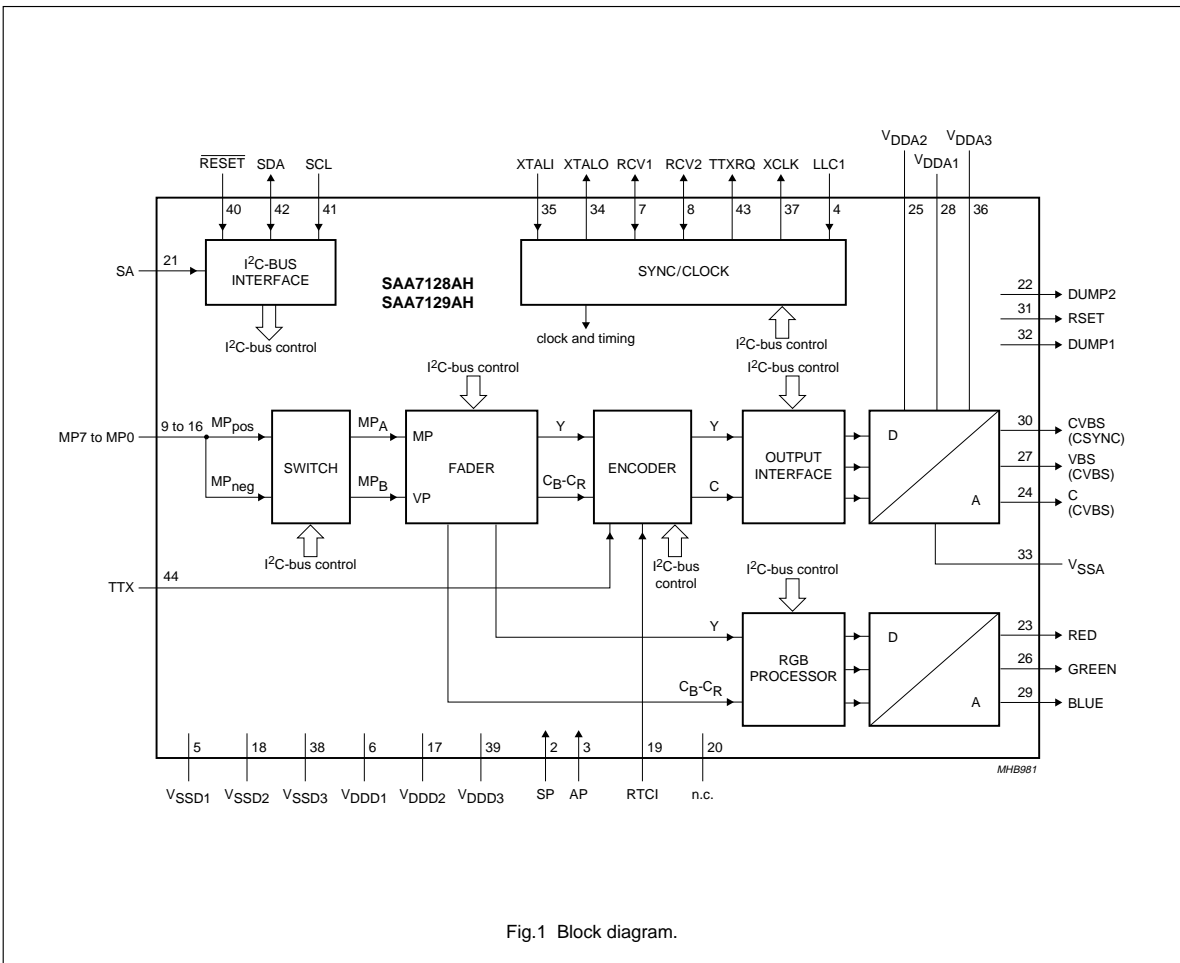 VDDA2 VDDA3
RESET SDA SCL XTALI XTALO RCV1 RCV2 TTXRQ XCLK LLC1 VDDA1
40 42 41 35 34 7 8 43 37 4 25 28 36
SA 21
I2C-BUS
INTERFACE
SYNC/CLOCK
SAA7128AH
SAA7129AH
22 DUMP2
31 RSET
32 DUMP1
I2C-bus control
clock and timing
I2C-bus control
I2C-bus control
I2C-bus control
MP7 to MP0 9 to 16 MPpos
MPneg
SWITCH
MPA
MPB
MP
FADER
VP
Y
CB-CR
ENCODER
Y
C
OUTPUT
INTERFACE
D
A
30 CVBS
(CSYNC)
27 VBS
(CVBS)
24 C
(CVBS)
I2C-bus control
I2C-bus
control
33 VSSA
TTX 44
I2C-bus control
Y
CB-CR
RGB
PROCESSOR
D
A
23 RED
26 GREEN
29 BLUE
5 18 38 6 17 39 2 3 19 20
MHB981
VSSD1 VSSD2 VSSD3 VDDD1 VDDD2 VDDD3 SP AP RTCI n.c.
Fig.1 Block diagram.